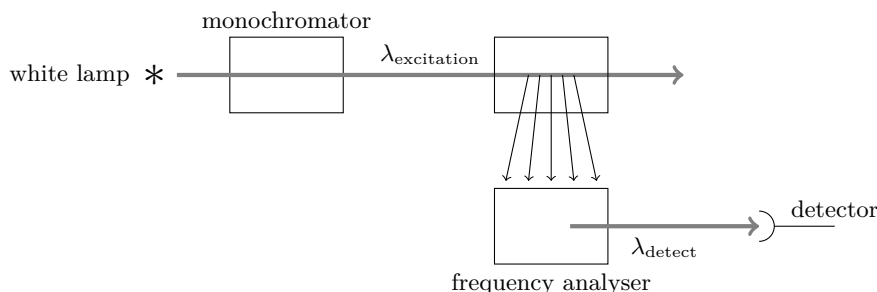 monochromator
white lamp
λexcitation
detector
λdetect
frequency analyser